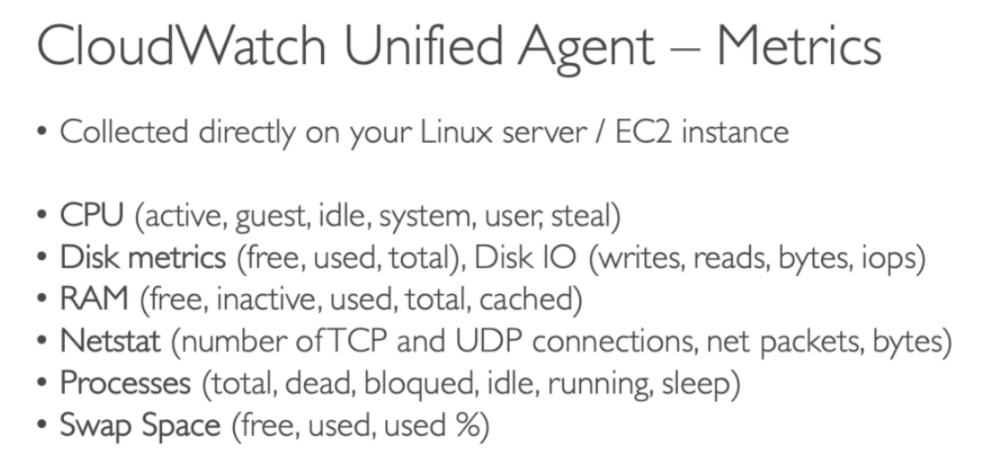 CloudWatch Unified Agent – Metrics
• Collected directly on your Linux server / EC2 instance
• CPU (active, guest, idle, system, user, steal)
• Disk metrics (free, used, total), Disk IO (writes, reads, bytes, iops)
• RAM (free, inactive, used, total, cached)
• Netstat (number of TCP and UDP connections, net packets, bytes)
• Processes (total, dead, bloqued, idle, running, sleep)
• Swap Space (free, used, used %)